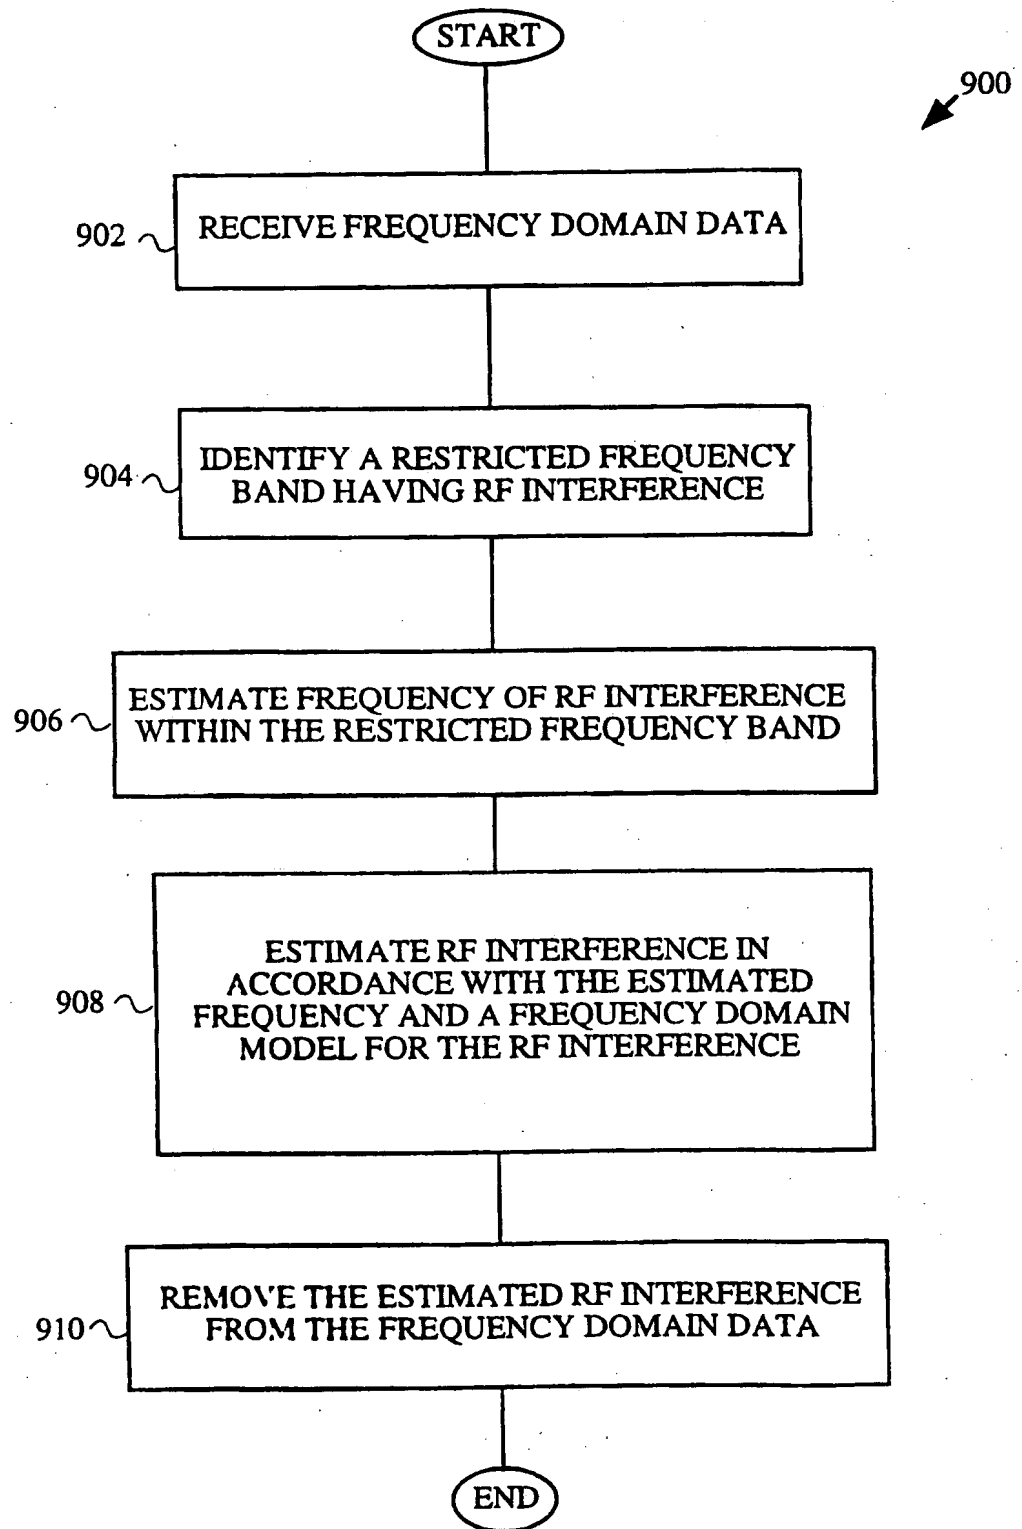 START
900
902
RECEIVE FREQUENCY DOMAIN DATA
904
IDENTIFY A RESTRICTED FREQUENCY
BAND HAVING RF INTERFERENCE
906
ESTIMATE FREQUENCY OF RF INTERFERENCE
WITHIN THE RESTRICTED FREQUENCY BAND
908
ESTIMATE RF INTERFERENCE IN
ACCORDANCE WITH THE ESTIMATED
FREQUENCY AND A FREQUENCY DOMAIN
MODEL FOR THE RF INTERFERENCE
910
REMOVE THE ESTIMATED RF INTERFERENCE
FROM THE FREQUENCY DOMAIN DATA
END